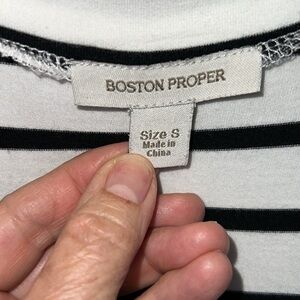 BOSTON PROPER
Size S
Made in
China